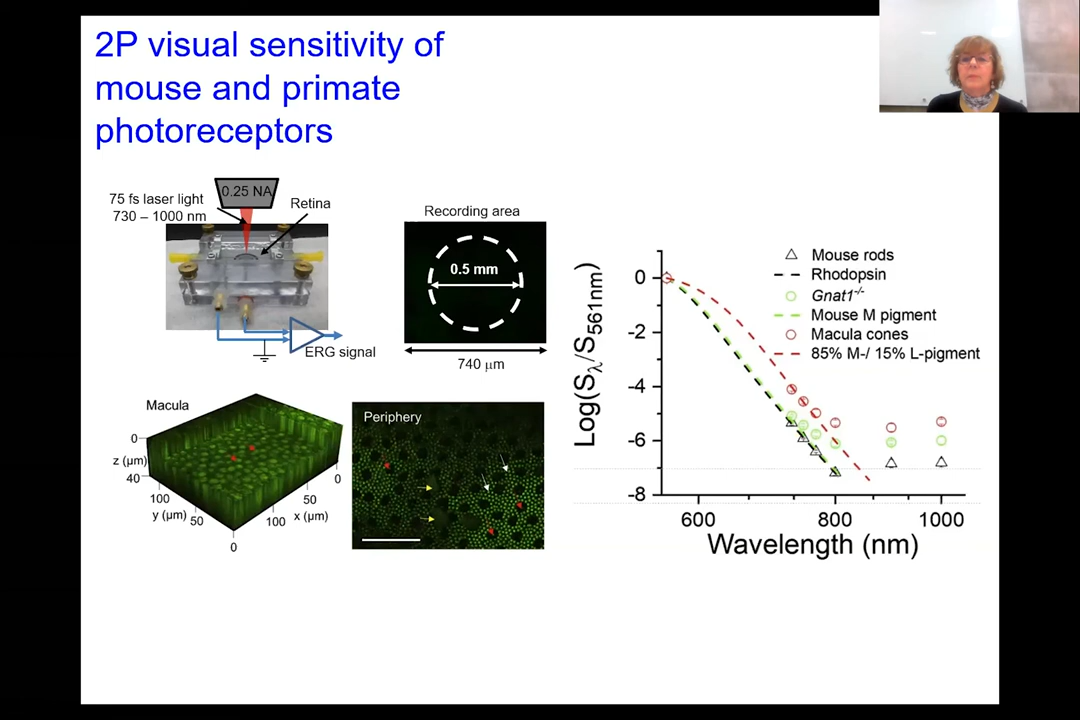 2P visual sensitivity of
mouse and primate
photoreceptors
0.25 NA
75 fs laser light
730 – 1000 nm
Retina
ERG signal
Recording area
0.5 mm
740 μm
Macula
0
z (μm)
40
100
y (μm)
50
0
100
x (μm)
50
0
Periphery
Log(Sλ/S561nm)
0
-2
-4
-6
-8
600
800
1000
Wavelength (nm)
Mouse rods
Rhodopsin
Gnat1-/-
Mouse M pigment
Macula cones
85% M-/ 15% L-pigment